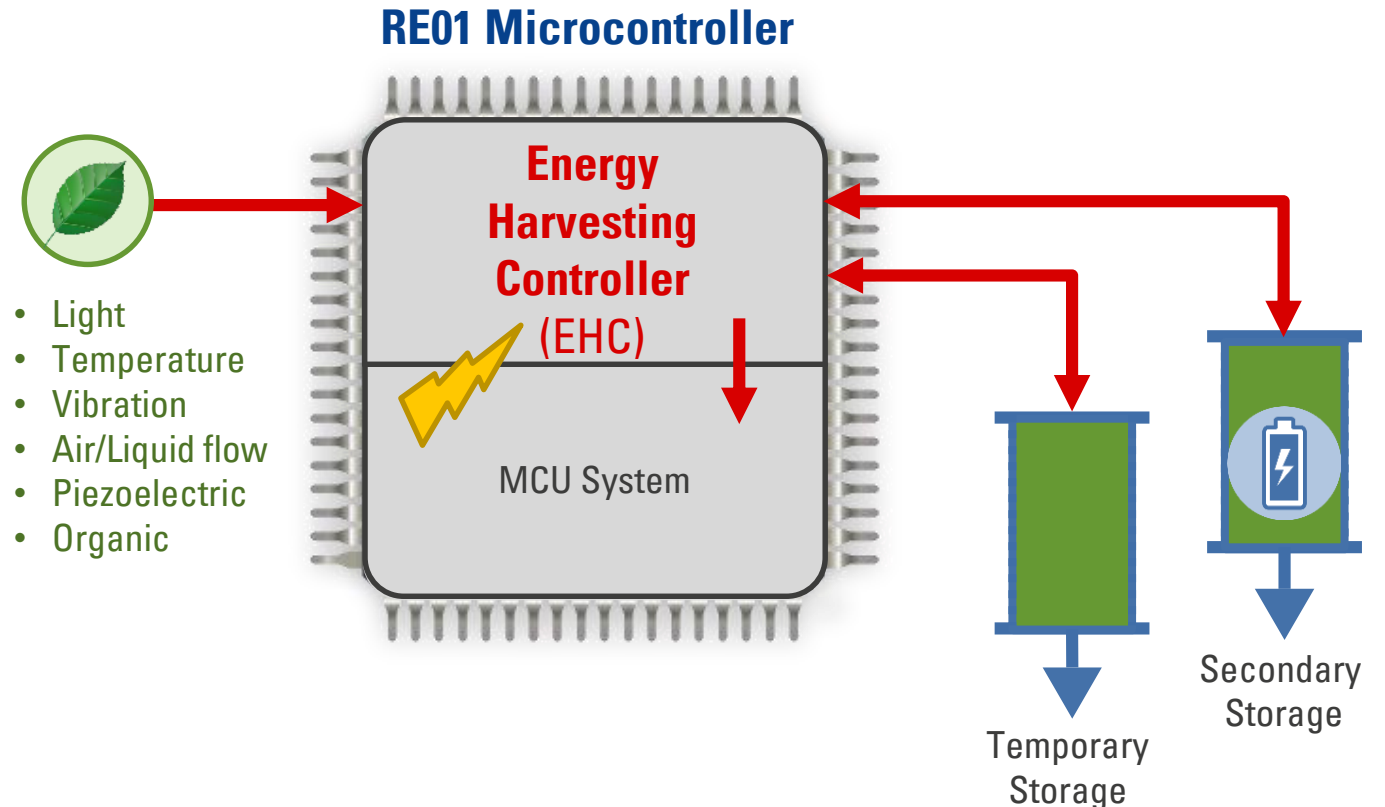 RE01 Microcontroller
Energy
Harvesting
Controller
(EHC)
MCU System
• Light
• Temperature
• Vibration
• Air/Liquid flow
• Piezoelectric
• Organic
Temporary
Storage
Secondary
Storage